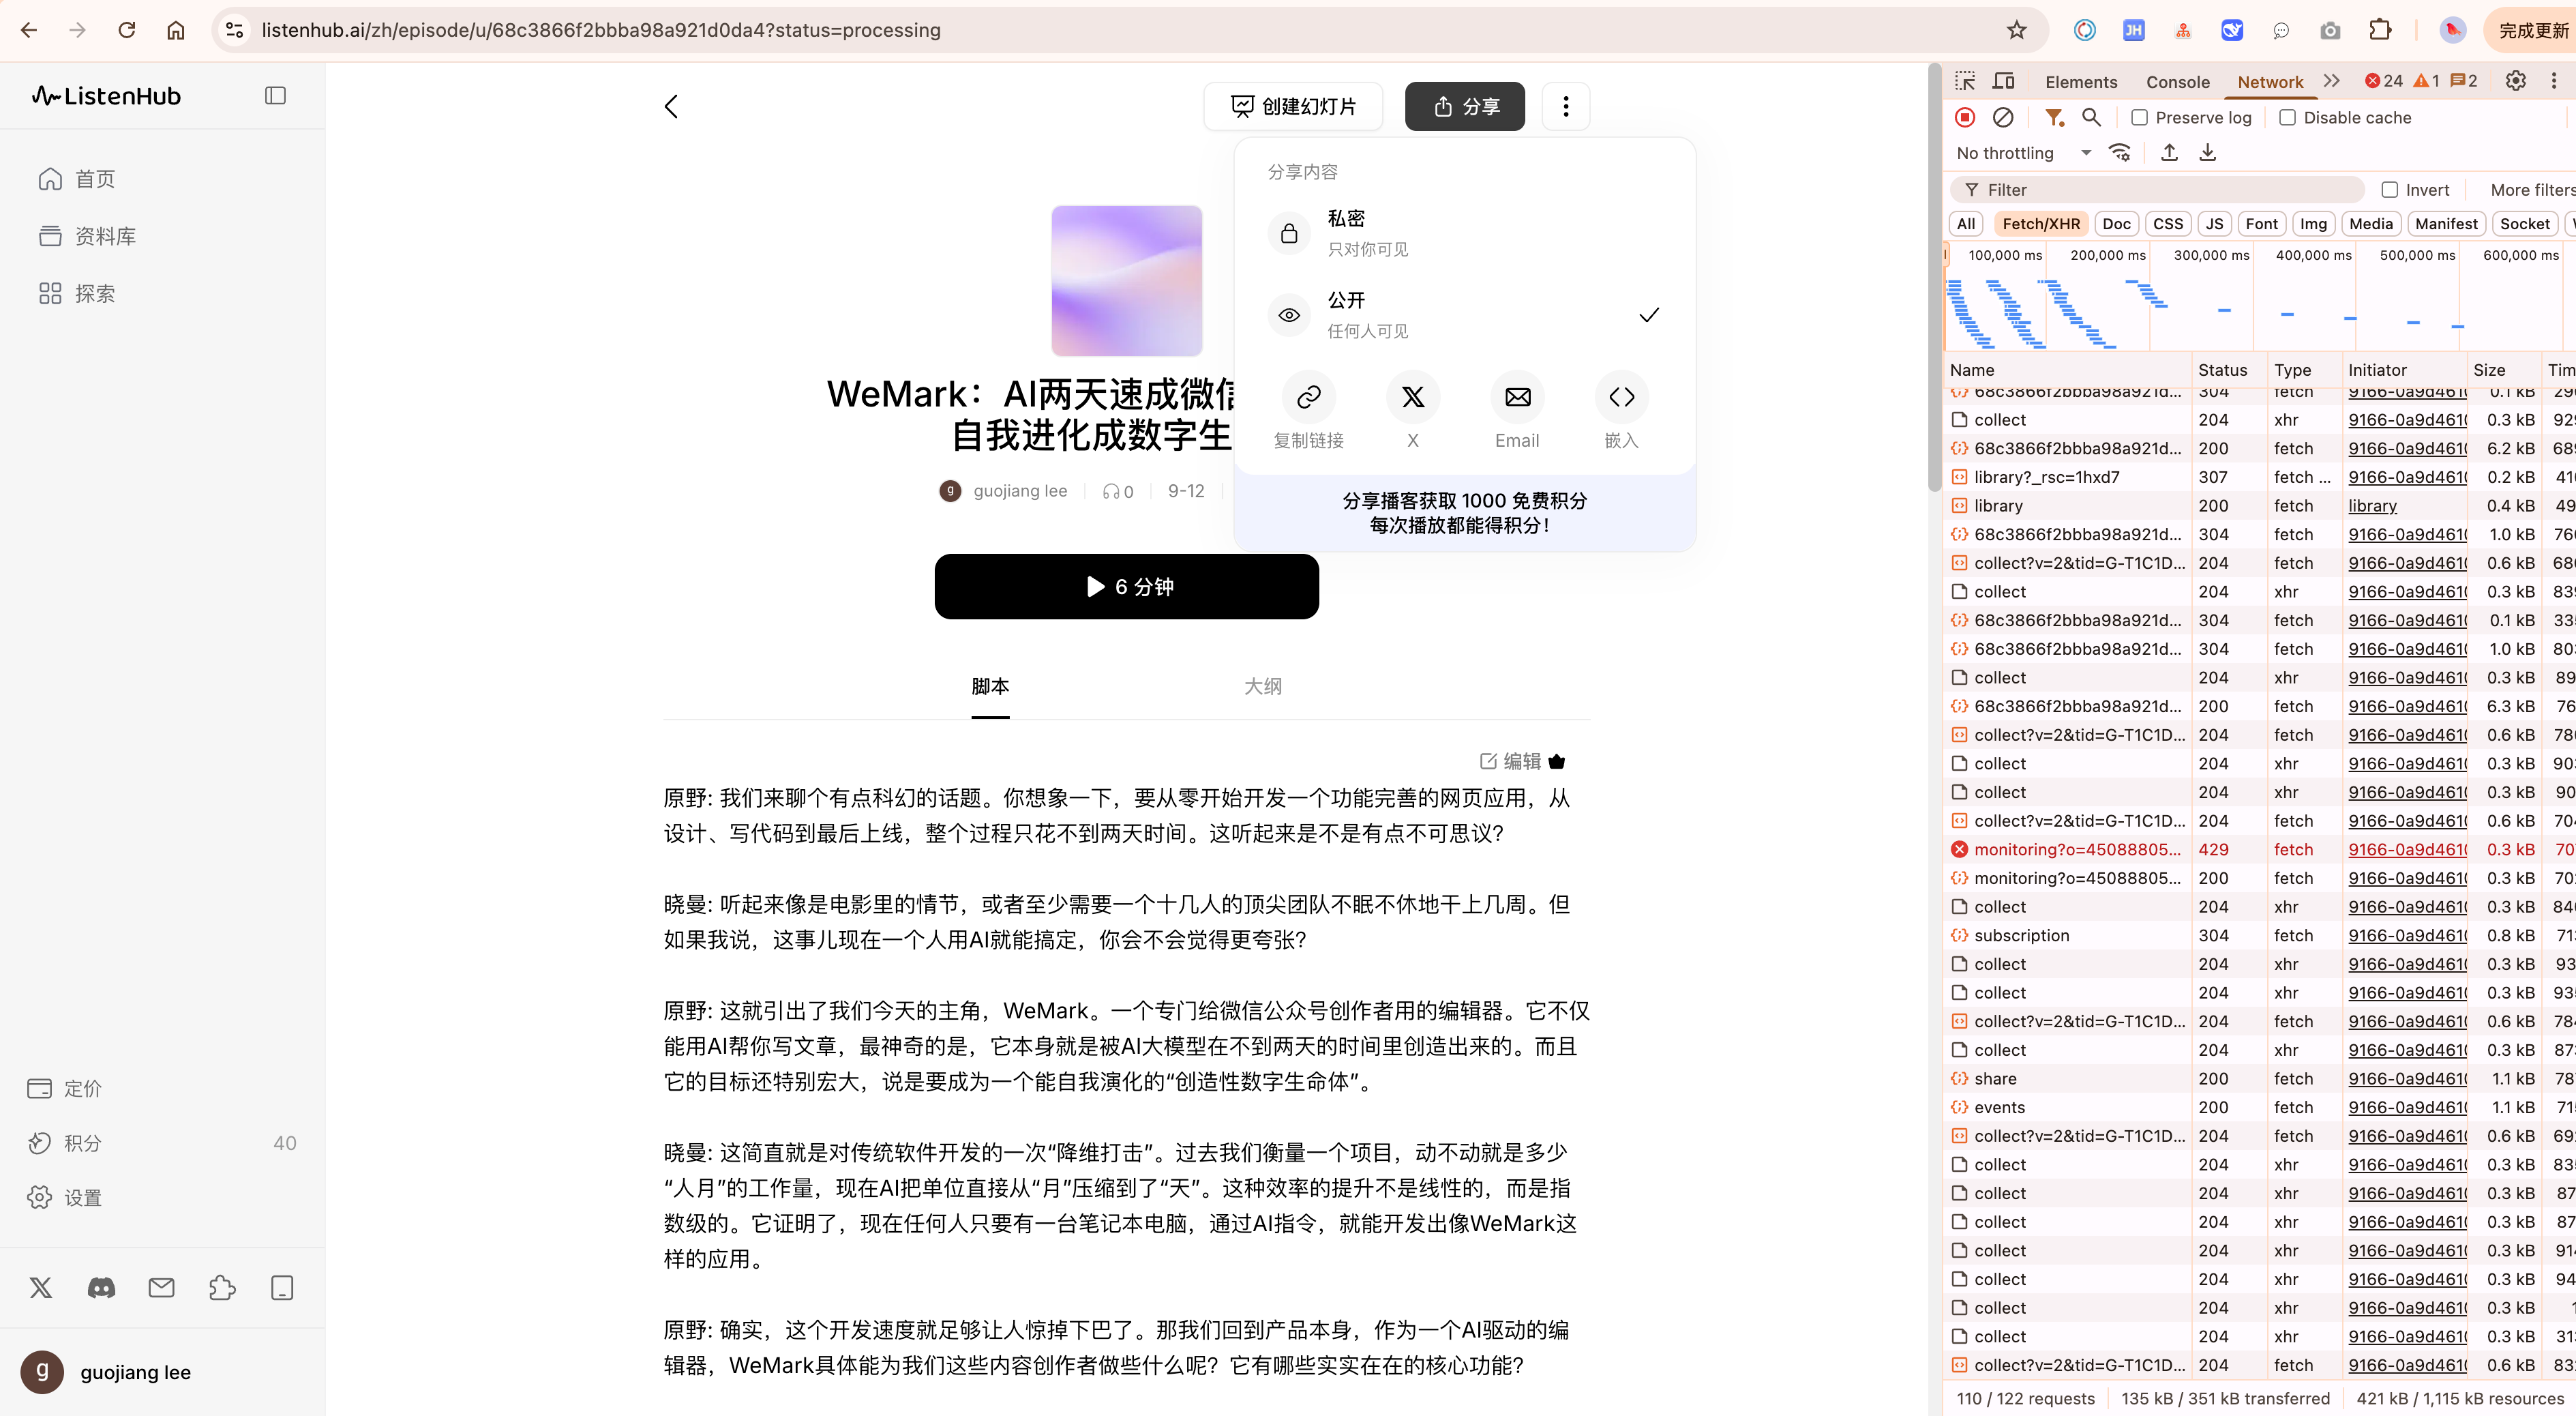 listenhub.ai/zh/episode/u/68c3866f2bbba98a921d0da4?status=processing
完成更新
ListenHub
首页
资料库
探索
定价
积分 40
设置
g guojiang lee
创建幻灯片
分享
分享内容
私密
只对你可见
公开
任何人可见
复制链接 X Email 嵌入
分享播客获取 1000 免费积分
每次播放都能得积分！
WeMark：AI两天速成微信
自我进化成数字生
g guojiang lee 0 9-12
6 分钟
脚本 大纲
编辑
原野: 我们来聊个有点科幻的话题。你想象一下，要从零开始开发一个功能完善的网页应用，从
设计、写代码到最后上线，整个过程只花不到两天时间。这听起来是不是有点不可思议？
晓曼: 听起来像是电影里的情节，或者至少需要一个十几人的顶尖团队不眠不休地干上几周。但
如果我说，这事儿现在一个人用AI就能搞定，你会不会觉得更夸张？
原野: 这就引出了我们今天的主角，WeMark。一个专门给微信公众号创作者用的编辑器。它不仅
能用AI帮你写文章，最神奇的是，它本身就是被AI大模型在不到两天的时间里创造出来的。而且
它的目标还特别宏大，说是要成为一个能自我演化的“创造性数字生命体”。
晓曼: 这简直就是对传统软件开发的一次“降维打击”。过去我们衡量一个项目，动不动就是多少
“人月”的工作量，现在AI把单位直接从“月”压缩到了“天”。这种效率的提升不是线性的，而是指
数级的。它证明了，现在任何人只要有一台笔记本电脑，通过AI指令，就能开发出像WeMark这
样的应用。
原野: 确实，这个开发速度就足够让人惊掉下巴了。那我们回到产品本身，作为一个AI驱动的编
辑器，WeMark具体能为我们这些内容创作者做些什么呢？它有哪些实实在在的核心功能？
Elements Console Network 24 1 2
Preserve log Disable cache
No throttling
Filter Invert More filters
All Fetch/XHR Doc CSS JS Font Img Media Manifest Socket
100,000 ms 200,000 ms 300,000 ms 400,000 ms 500,000 ms 600,000 ms
Name Status Type Initiator Size Tim
68c3866f2bbba98a921d... 304 fetch 9166-0a9d461 0.1 kB
collect 204 xhr 9166-0a9d461 0.3 kB
68c3866f2bbba98a921d... 200 fetch 9166-0a9d461 6.2 kB
library?_rsc=1hxd7 307 fetch ... 9166-0a9d461 0.2 kB
library 200 fetch library 0.4 kB
68c3866f2bbba98a921d... 304 fetch 9166-0a9d461 1.0 kB
collect?v=2&tid=G-T1C1D... 204 fetch 9166-0a9d461 0.6 kB
collect 204 xhr 9166-0a9d461 0.3 kB
68c3866f2bbba98a921d... 304 fetch 9166-0a9d461 0.1 kB
68c3866f2bbba98a921d... 304 fetch 9166-0a9d461 1.0 kB
collect 204 xhr 9166-0a9d461 0.3 kB
68c3866f2bbba98a921d... 200 fetch 9166-0a9d461 6.3 kB
collect?v=2&tid=G-T1C1D... 204 fetch 9166-0a9d461 0.6 kB
collect 204 xhr 9166-0a9d461 0.3 kB
collect 204 xhr 9166-0a9d461 0.3 kB
collect?v=2&tid=G-T1C1D... 204 fetch 9166-0a9d461 0.6 kB
monitoring?o=45088805... 429 fetch 9166-0a9d461 0.3 kB
monitoring?o=45088805... 200 fetch 9166-0a9d461 0.3 kB
collect 204 xhr 9166-0a9d461 0.3 kB
subscription 304 fetch 9166-0a9d461 0.8 kB
collect 204 xhr 9166-0a9d461 0.3 kB
collect 204 xhr 9166-0a9d461 0.3 kB
collect?v=2&tid=G-T1C1D... 204 fetch 9166-0a9d461 0.6 kB
collect 204 xhr 9166-0a9d461 0.3 kB
share 200 fetch 9166-0a9d461 1.1 kB
events 200 fetch 9166-0a9d461 1.1 kB
collect?v=2&tid=G-T1C1D... 204 fetch 9166-0a9d461 0.6 kB
collect 204 xhr 9166-0a9d461 0.3 kB
collect 204 xhr 9166-0a9d461 0.3 kB
collect 204 xhr 9166-0a9d461 0.3 kB
collect 204 xhr 9166-0a9d461 0.3 kB
collect 204 xhr 9166-0a9d461 0.3 kB
collect 204 xhr 9166-0a9d461 0.3 kB
collect 204 xhr 9166-0a9d461 0.3 kB
collect?v=2&tid=G-T1C1D... 204 fetch 9166-0a9d461 0.6 kB
110 / 122 requests 135 kB / 351 kB transferred 421 kB / 1,115 kB resources